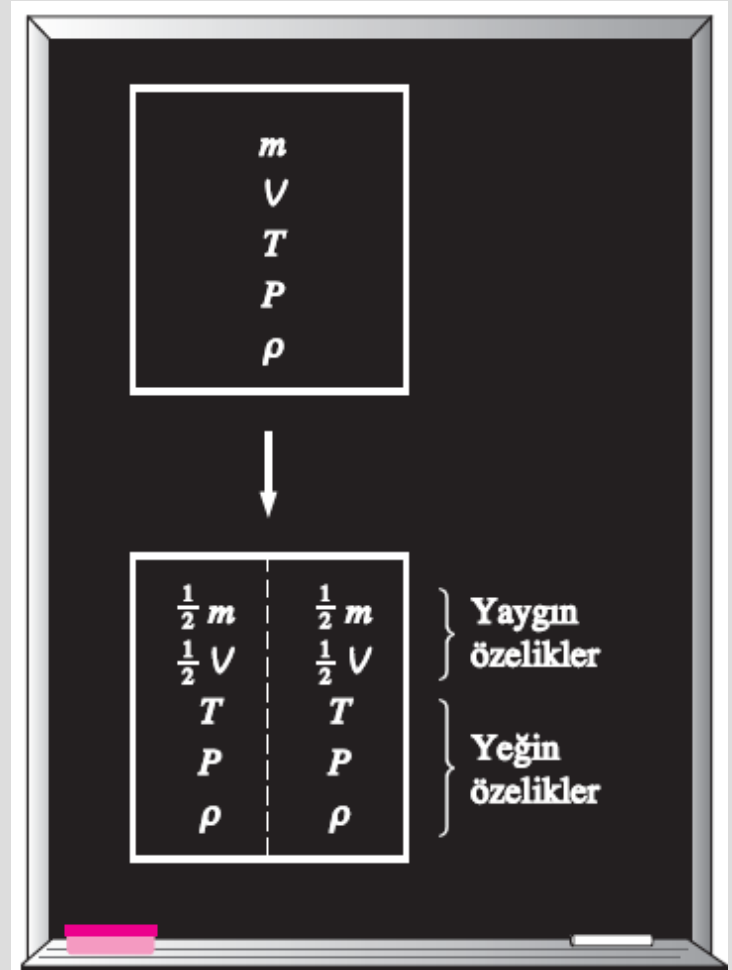 m
V
T
P
ρ
½ m ½ m
½ V ½ V
Yaygın
özelikler
T T
P P
ρ ρ
Yeğin
özelikler